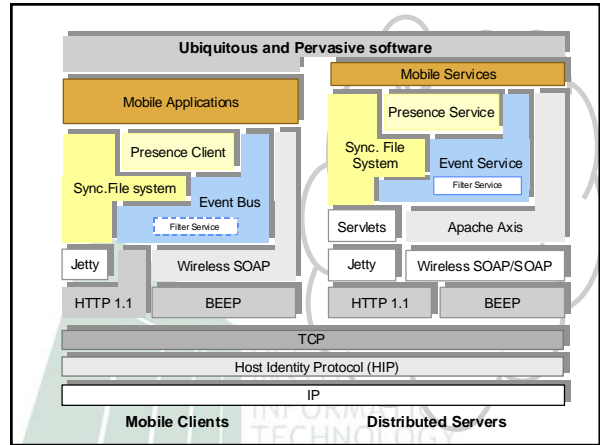 Ubiquitous and Pervasive software
Mobile Applications
Presence Client
Sync.File system
Event Bus
Filter Service
Jetty
Wireless SOAP
HTTP 1.1
BEEP
Mobile Services
Presence Service
Sync. File
System
Event Service
Filter Service
Servlets
Apache Axis
Jetty
Wireless SOAP/SOAP
HTTP 1.1
BEEP
TCP
Host Identity Protocol (HIP)
IP
INFORMATION
TECHNOLOGY
Mobile Clients
Distributed Servers